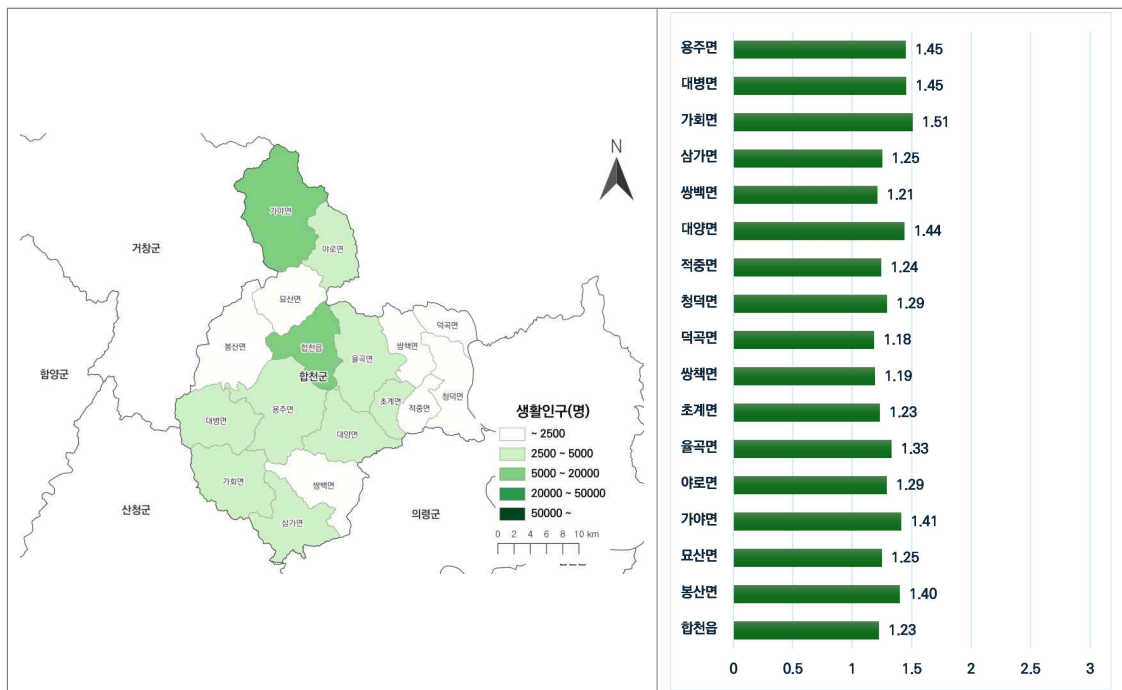 N
가야면
야로면
거창군
묘산면
덕곡면
봉산면
합천읍
쌍책면
율곡면
함양군
합천군
초계면
청덕면
적중면
용주면
대병면
대양면
가회면
쌍백면
산청군
삼가면
의령군
생활인구(명)
~ 2500
2500 ~ 5000
5000 ~ 20000
20000 ~ 50000
50000 ~
0 2 4 6 8 10 km
용주면 1.45
대병면 1.45
가회면 1.51
삼가면 1.25
쌍백면 1.21
대양면 1.44
적중면 1.24
청덕면 1.29
덕곡면 1.18
쌍책면 1.19
초계면 1.23
율곡면 1.33
야로면 1.29
가야면 1.41
묘산면 1.25
봉산면 1.40
합천읍 1.23
0 0.5 1 1.5 2 2.5 3